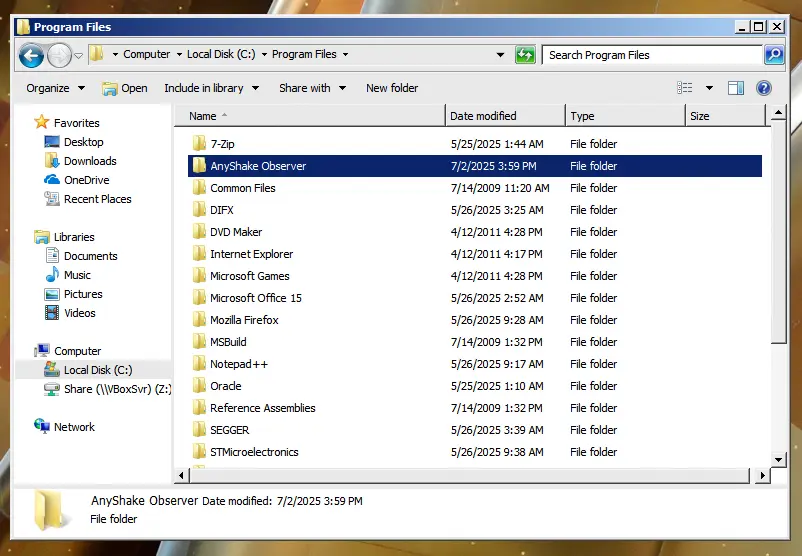 Program Files
Computer Local Disk (C:) Program Files
Search Program Files
Organize Open Include in library Share with New folder
Favorites
Desktop
Downloads
OneDrive
Recent Places
Libraries
Documents
Music
Pictures
Videos
Computer
Local Disk (C:)
Share (\\VBoxSvr) (Z:)
Network
Name Date modified Type Size
7-Zip 5/25/2025 1:44 AM File folder
AnyShake Observer 7/2/2025 3:59 PM File folder
Common Files 7/14/2009 11:20 AM File folder
DIFX 5/26/2025 3:25 AM File folder
DVD Maker 4/12/2011 4:28 PM File folder
Internet Explorer 4/12/2011 4:17 PM File folder
Microsoft Games 4/12/2011 4:28 PM File folder
Microsoft Office 15 5/26/2025 2:52 AM File folder
Mozilla Firefox 5/26/2025 9:28 AM File folder
MSBuild 7/14/2009 1:32 PM File folder
Notepad++ 5/26/2025 9:17 AM File folder
Oracle 5/25/2025 1:10 AM File folder
Reference Assemblies 7/14/2009 1:32 PM File folder
SEGGER 5/26/2025 3:39 AM File folder
STMicroelectronics 5/26/2025 9:38 AM File folder
AnyShake Observer Date modified: 7/2/2025 3:59 PM
File folder